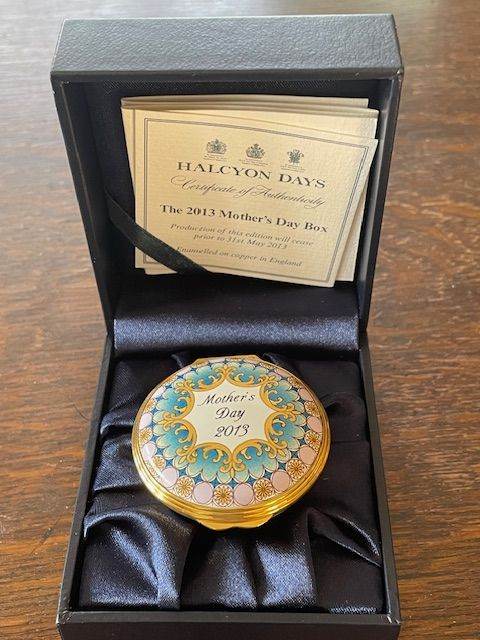 HALCYON DAYS
Certificate of Authenticity
The 2013 Mother's Day Box
Production of this edition will cease
prior to 31st May 2013
Enamelled on copper in England
Mother's
Day
2013